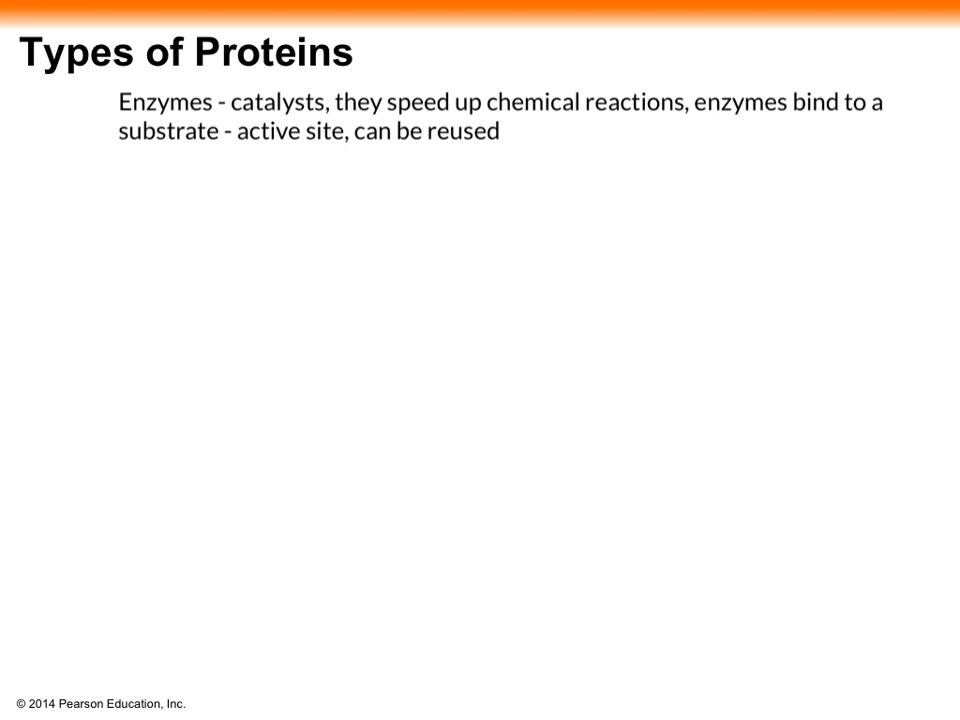 Types of Proteins
Enzymes - catalysts, they speed up chemical reactions, enzymes bind to a
substrate - active site, can be reused
© 2014 Pearson Education, Inc.